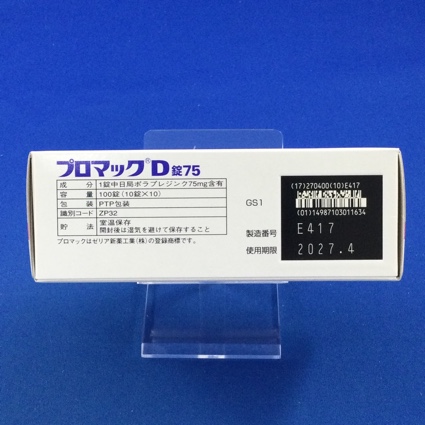 プロマック®D錠75
成分 1錠中日局ポラプレジンク75mg含有
容量 100錠(10錠×10)
包装 PTP包装
識別コード ZP32
貯法 室温保存
開封後は湿気を避けて保存すること
プロマックはゼリア新薬工業(株)の登録商標です。
GS1
(17)270400(10)E417
(01)14987103011634
製造番号 E417
使用期限 2027.4